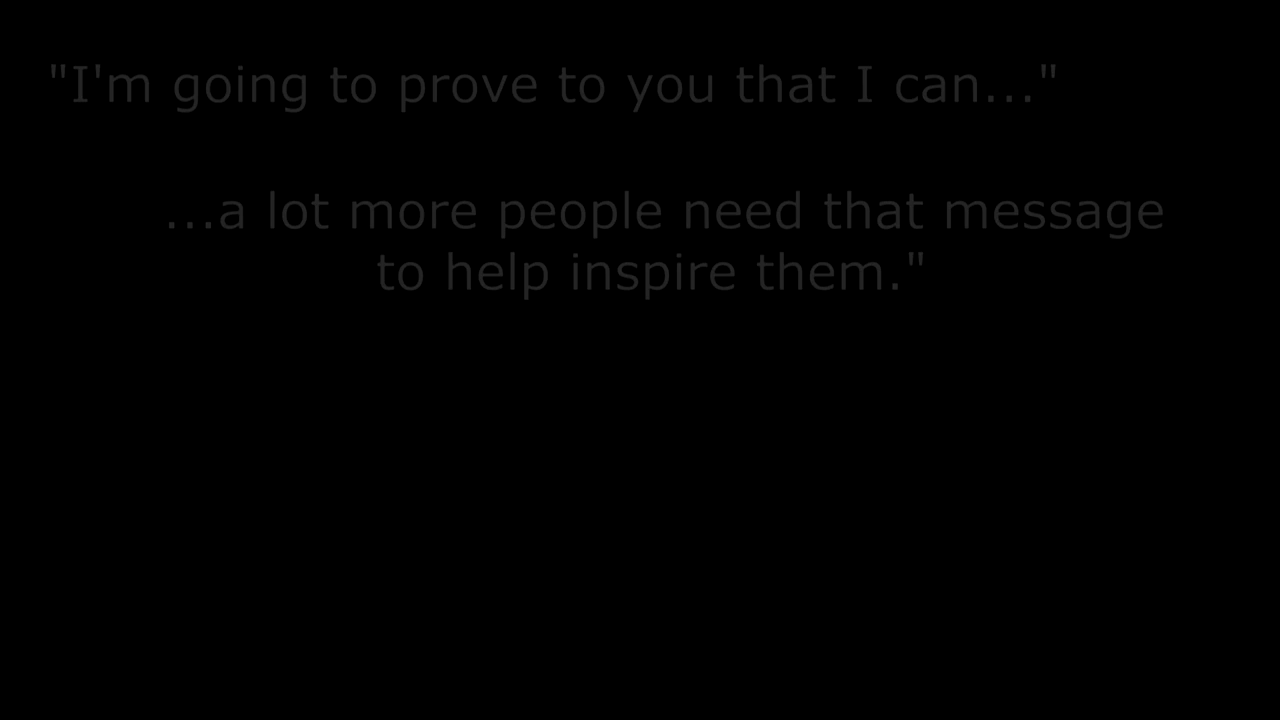 "I'm going to prove to you that I can..."
...a lot more people need that message
to help inspire them."